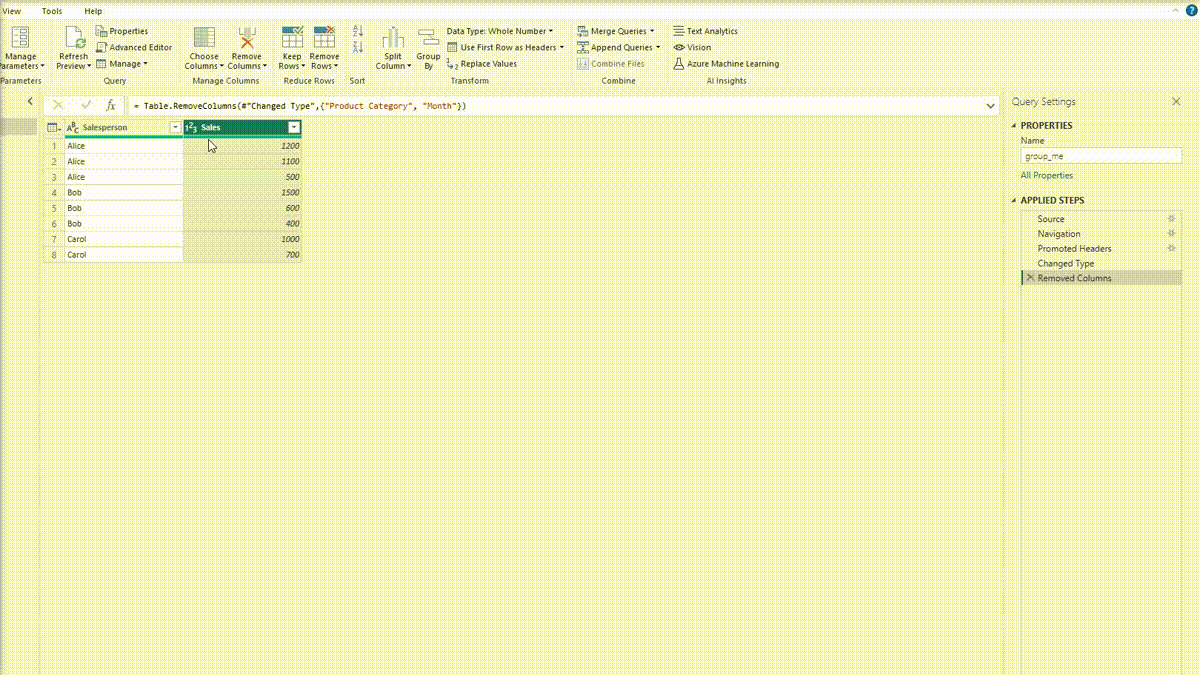 View Tools Help
Manage Parameters
Parameters
Refresh Preview
Properties
Advanced Editor
Manage
Query
Choose Columns
Remove Columns
Manage Columns
Keep Rows
Remove Rows
Reduce Rows
Sort
Split Column
Group By
Data Type: Whole Number
Use First Row as Headers
Replace Values
Transform
Merge Queries
Append Queries
Combine Files
Combine
Text Analytics
Vision
Azure Machine Learning
AI Insights
= Table.RemoveColumns(#"Changed Type",{"Product Category", "Month"})
Salesperson Sales
1 Alice 1200
2 Alice 1100
3 Alice 500
4 Bob 1500
5 Bob 600
6 Bob 400
7 Carol 1000
8 Carol 700
Query Settings
PROPERTIES
Name
group_me
All Properties
APPLIED STEPS
Source
Navigation
Promoted Headers
Changed Type
Removed Columns